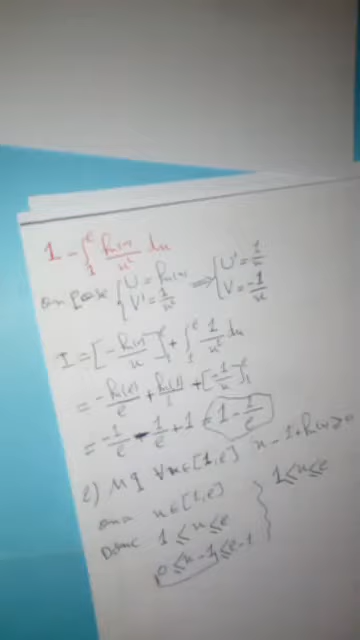 1 - ∫₁ᵉ ln(x)/x² dx
on pose { U = ln(x) V' = 1/x² ⇒ { U' = 1/x V = -1/x
I = [-ln(x)/x]₁ᵉ + ∫₁ᵉ 1/x² dx
= -ln(e)/e + ln(1)/1 + [-1/x]₁ᵉ
= -1/e - 1/e + 1 = 1 - 2/e
2) Mq ∀x∈[1,e] x - 1 + ln(x) ≥ 0
on a x ∈ [1,e]
Donc 1 ≤ x ≤ e } 1 ≤ x ≤ e
0 ≤ x - 1 ≤ e - 1